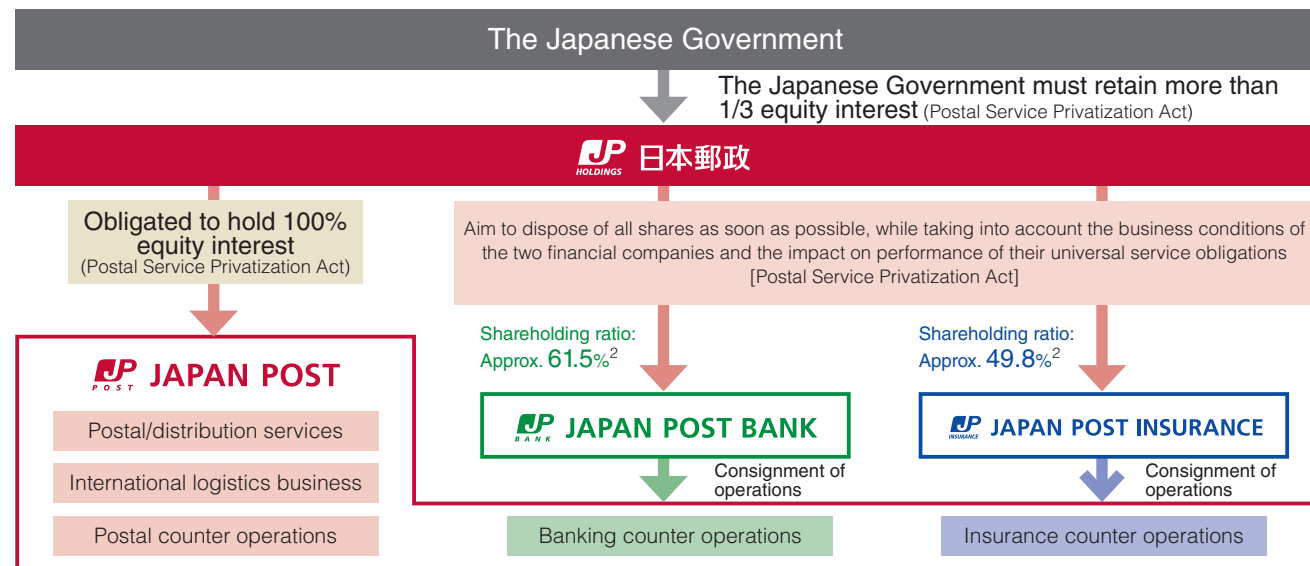 The Japanese Government
The Japanese Government must retain more than
1/3 equity interest (Postal Service Privatization Act)
JP
HOLDINGS
日本郵政
Obligated to hold 100%
equity interest
(Postal Service Privatization Act)
Aim to dispose of all shares as soon as possible, while taking into account the business conditions of
the two financial companies and the impact on performance of their universal service obligations
[Postal Service Privatization Act]
Shareholding ratio:
Approx. 61.5%2
Shareholding ratio:
Approx. 49.8%2
JP
POST
JAPAN POST
JP
BANK
JAPAN POST BANK
JP
INSURANCE
JAPAN POST INSURANCE
Postal/distribution services
International logistics business
Postal counter operations
Consignment of
operations
Consignment of
operations
Banking counter operations
Insurance counter operations